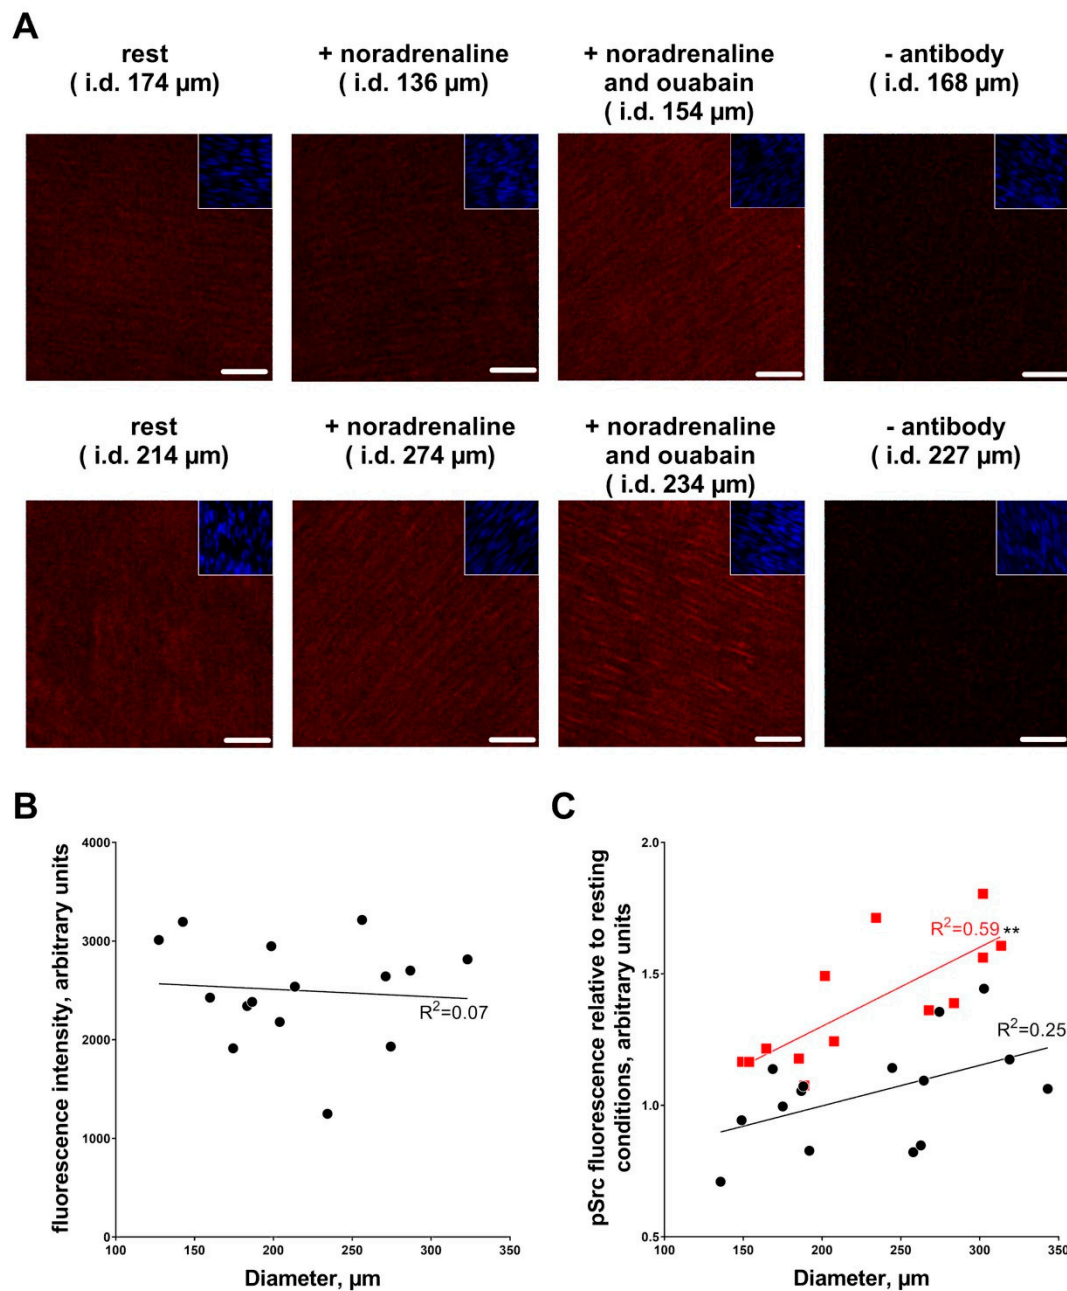 A
rest
( i.d. 174 µm)
+ noradrenaline
( i.d. 136 µm)
+ noradrenaline
and ouabain
( i.d. 154 µm)
- antibody
( i.d. 168 µm)
rest
( i.d. 214 µm)
+ noradrenaline
( i.d. 274 µm)
+ noradrenaline
and ouabain
( i.d. 234 µm)
- antibody
( i.d. 227 µm)
B
fluorescence intensity, arbitrary units
4000
3000
2000
1000
0
R²=0.07
100 150 200 250 300 350
Diameter, µm
C
pSrc fluorescence relative to resting
conditions, arbitrary units
2.0
1.5
1.0
0.5
R²=0.59 **
R²=0.25
100 150 200 250 300 350
Diameter, µm